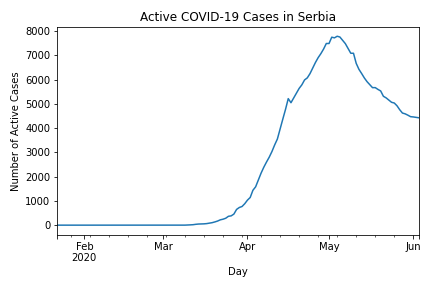 Active COVID-19 Cases in Serbia
Number of Active Cases
8000
7000
6000
5000
4000
3000
2000
1000
0
Feb
2020
Mar
Apr
May
Jun
Day